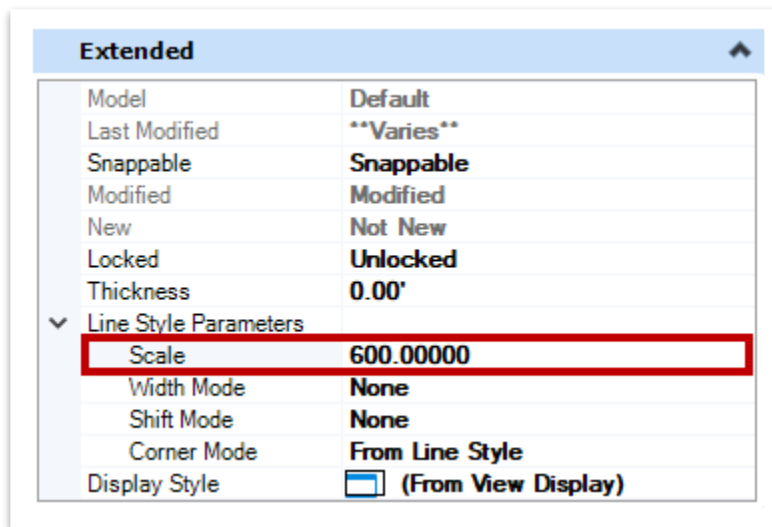 Extended
Model Default
Last Modified **Varies**
Snappable Snappable
Modified Modified
New Not New
Locked Unlocked
Thickness 0.00'
Line Style Parameters
Scale 600.00000
Width Mode None
Shift Mode None
Corner Mode From Line Style
Display Style (From View Display)